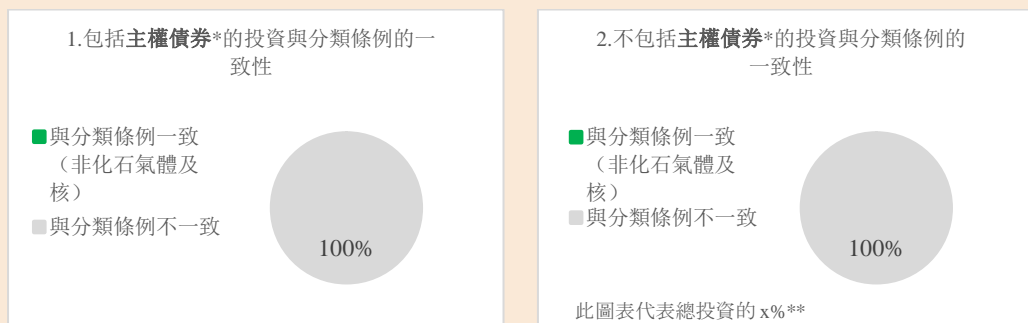 1.包括主權債券*的投資與分類條例的一
致性
與分類條例一致
（非化石氣體及
核）
與分類條例不一致
100%
2.不包括主權債券*的投資與分類條例的
一致性
與分類條例一致
（非化石氣體及
核）
與分類條例不一致
100%
此圖表代表總投資的 x%**